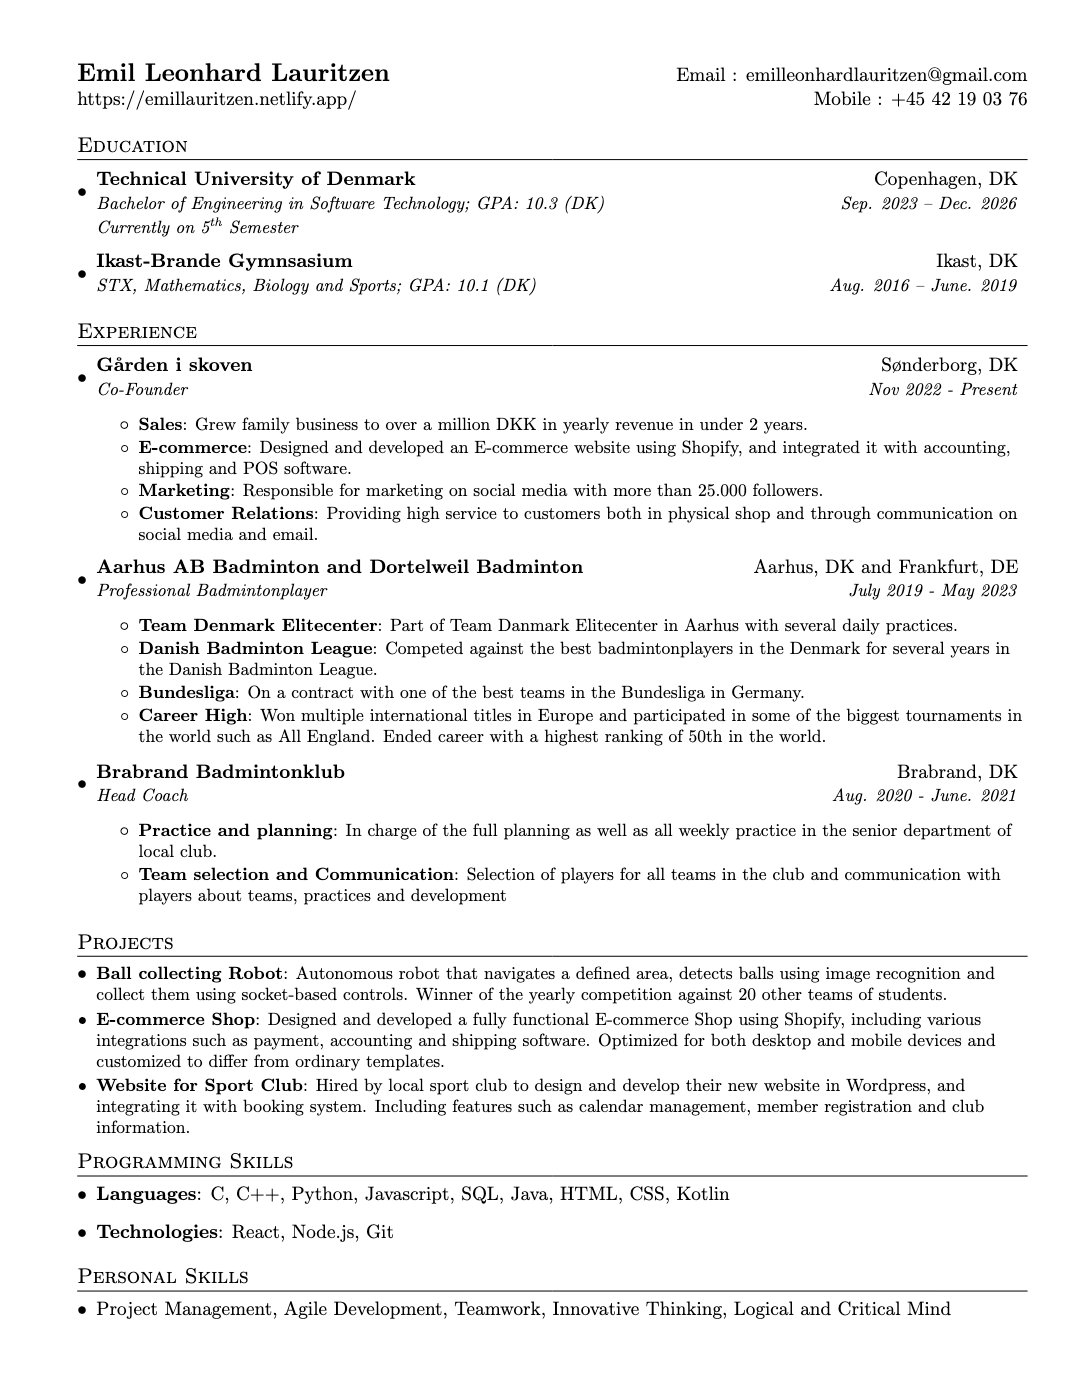 Emil Leonhard Lauritzen
Email : emilleonhardlauritzen@gmail.com
https://emillauritzen.netlify.app/
Mobile : +45 42 19 03 76
Education
• Technical University of Denmark
Copenhagen, DK
Bachelor of Engineering in Software Technology; GPA: 10.3 (DK)
Sep. 2023 – Dec. 2026
Currently on 5th Semester
• Ikast-Brande Gymnsasium
Ikast, DK
STX, Mathematics, Biology and Sports; GPA: 10.1 (DK)
Aug. 2016 – June. 2019
Experience
• Gården i skoven
Sønderborg, DK
Co-Founder
Nov 2022 - Present
◦ Sales: Grew family business to over a million DKK in yearly revenue in under 2 years.
◦ E-commerce: Designed and developed an E-commerce website using Shopify, and integrated it with accounting,
shipping and POS software.
◦ Marketing: Responsible for marketing on social media with more than 25.000 followers.
◦ Customer Relations: Providing high service to customers both in physical shop and through communication on
social media and email.
• Aarhus AB Badminton and Dortelweil Badminton
Aarhus, DK and Frankfurt, DE
Professional Badmintonplayer
July 2019 - May 2023
◦ Team Denmark Elitecenter: Part of Team Danmark Elitecenter in Aarhus with several daily practices.
◦ Danish Badminton League: Competed against the best badmintonplayers in the Denmark for several years in
the Danish Badminton League.
◦ Bundesliga: On a contract with one of the best teams in the Bundesliga in Germany.
◦ Career High: Won multiple international titles in Europe and participated in some of the biggest tournaments in
the world such as All England. Ended career with a highest ranking of 50th in the world.
• Brabrand Badmintonklub
Brabrand, DK
Head Coach
Aug. 2020 - June. 2021
◦ Practice and planning: In charge of the full planning as well as all weekly practice in the senior department of
local club.
◦ Team selection and Communication: Selection of players for all teams in the club and communication with
players about teams, practices and development
Projects
• Ball collecting Robot: Autonomous robot that navigates a defined area, detects balls using image recognition and
collect them using socket-based controls. Winner of the yearly competition against 20 other teams of students.
• E-commerce Shop: Designed and developed a fully functional E-commerce Shop using Shopify, including various
integrations such as payment, accounting and shipping software. Optimized for both desktop and mobile devices and
customized to differ from ordinary templates.
• Website for Sport Club: Hired by local sport club to design and develop their new website in Wordpress, and
integrating it with booking system. Including features such as calendar management, member registration and club
information.
Programming Skills
• Languages: C, C++, Python, Javascript, SQL, Java, HTML, CSS, Kotlin
• Technologies: React, Node.js, Git
Personal Skills
• Project Management, Agile Development, Teamwork, Innovative Thinking, Logical and Critical Mind